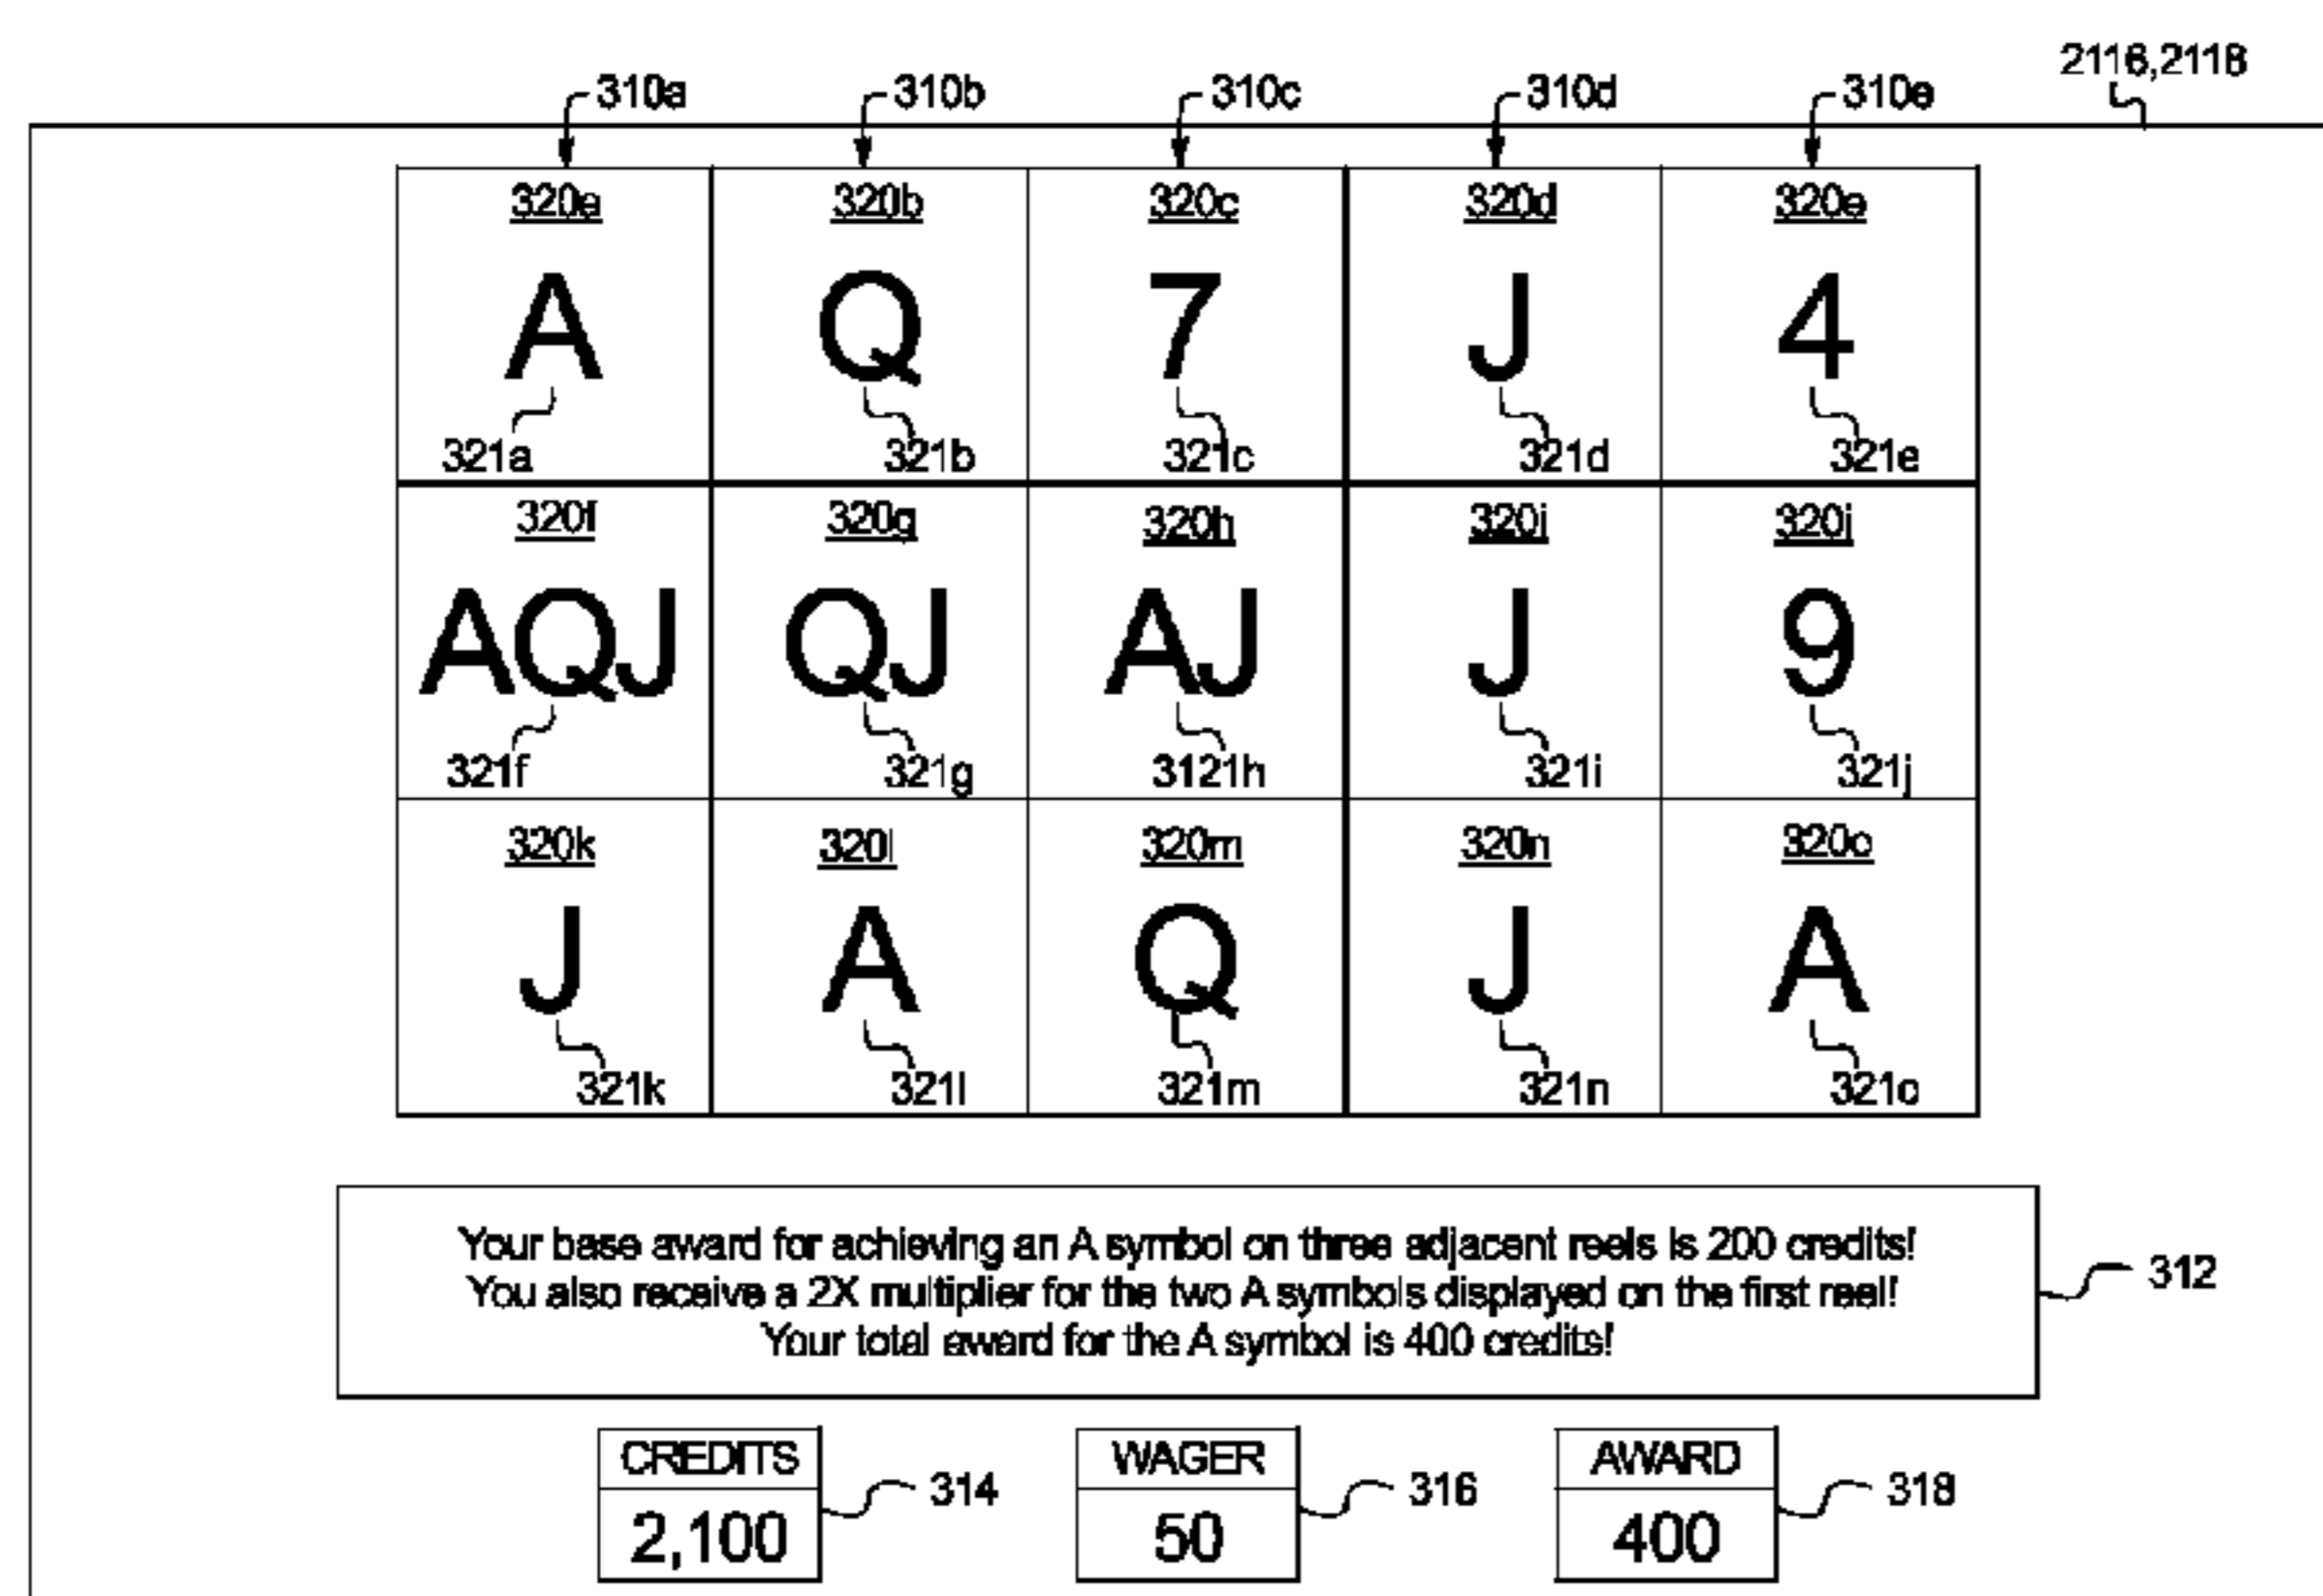 2116,2118
310a 310b 310c 310d 310e
320a 320b 320c 320d 320e
A Q 7 J 4
321a 321b 321c 321d 321e
320f 320g 320h 320i 320j
AQJ QJ AJ J 9
321f 321g 3121h 321i 321j
320k 320l 320m 320n 320o
J A Q J A
321k 321l 321m 321n 321o
Your base award for achieving an A symbol on three adjacent reels is 200 credits!
You also receive a 2X multiplier for the two A symbols displayed on the first reel!
Your total award for the A symbol is 400 credits!
312
CREDITS WAGER AWARD
314 316 318
2,100 50 400